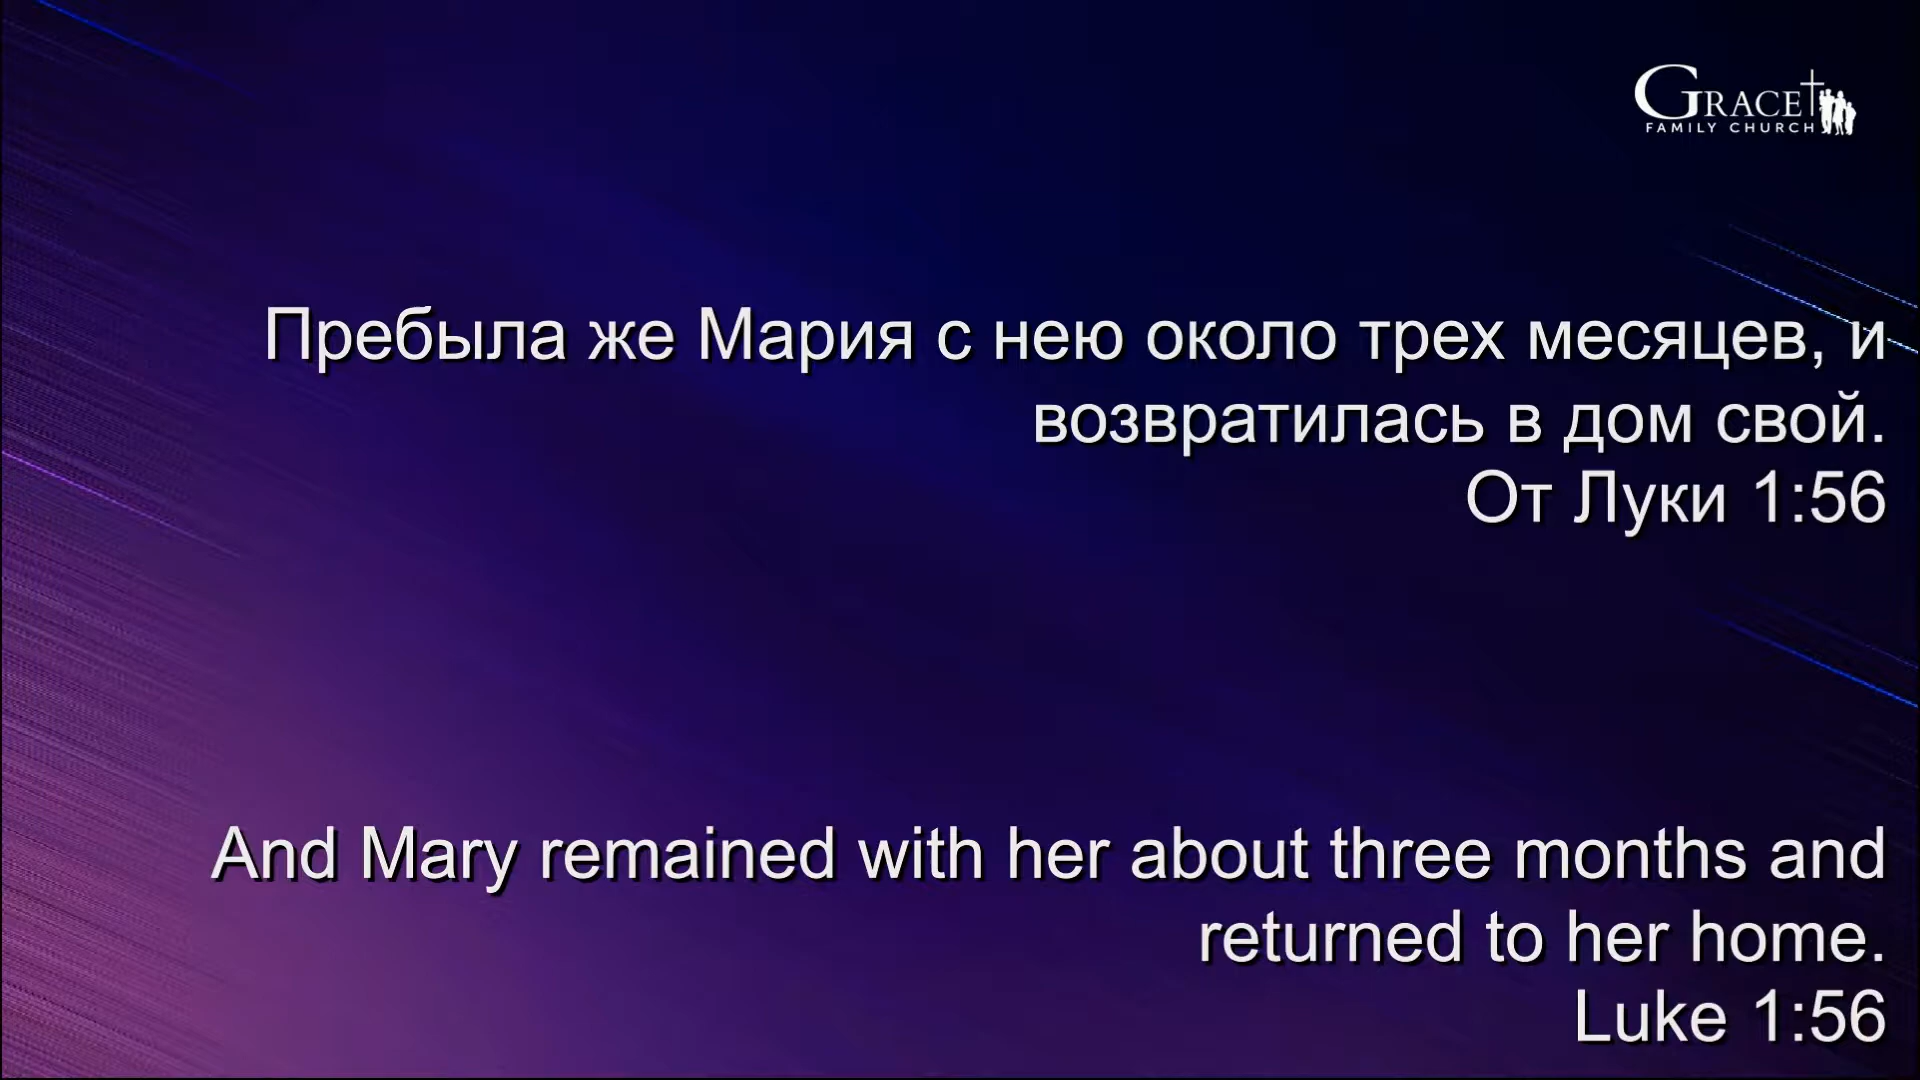 GRACE
FAMILY CHURCH
Пребыла же Мария с нею около трех месяцев, и
возвратилась в дом свой.
От Луки 1:56
And Mary remained with her about three months and
returned to her home.
Luke 1:56